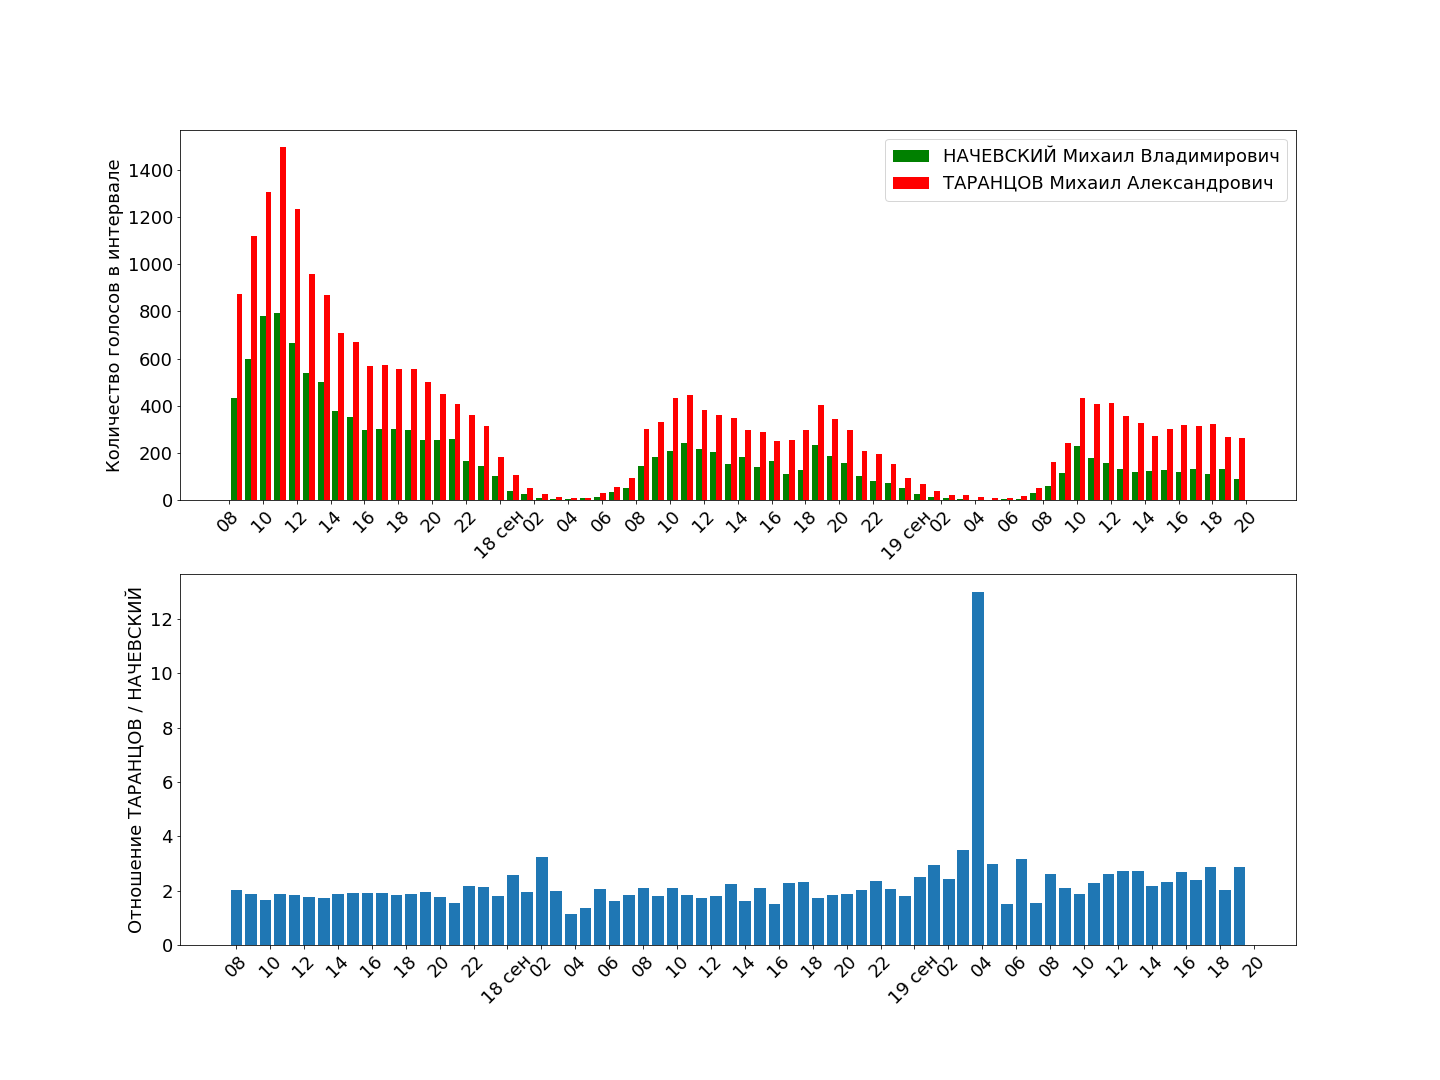 НАЧЕВСКИЙ Михаил Владимирович
ТАРАНЦОВ Михаил Александрович
Количество голосов в интервале
1400
1200
1000
800
600
400
200
0
08 10 12 14 16 18 20 22 18 сен 02 04 06 08 10 12 14 16 18 20 22 19 сен 02 04 06 08 10 12 14 16 18 20
Отношение ТАРАНЦОВ / НАЧЕВСКИЙ
12
10
8
6
4
2
0
08 10 12 14 16 18 20 22 18 сен 02 04 06 08 10 12 14 16 18 20 22 19 сен 02 04 06 08 10 12 14 16 18 20